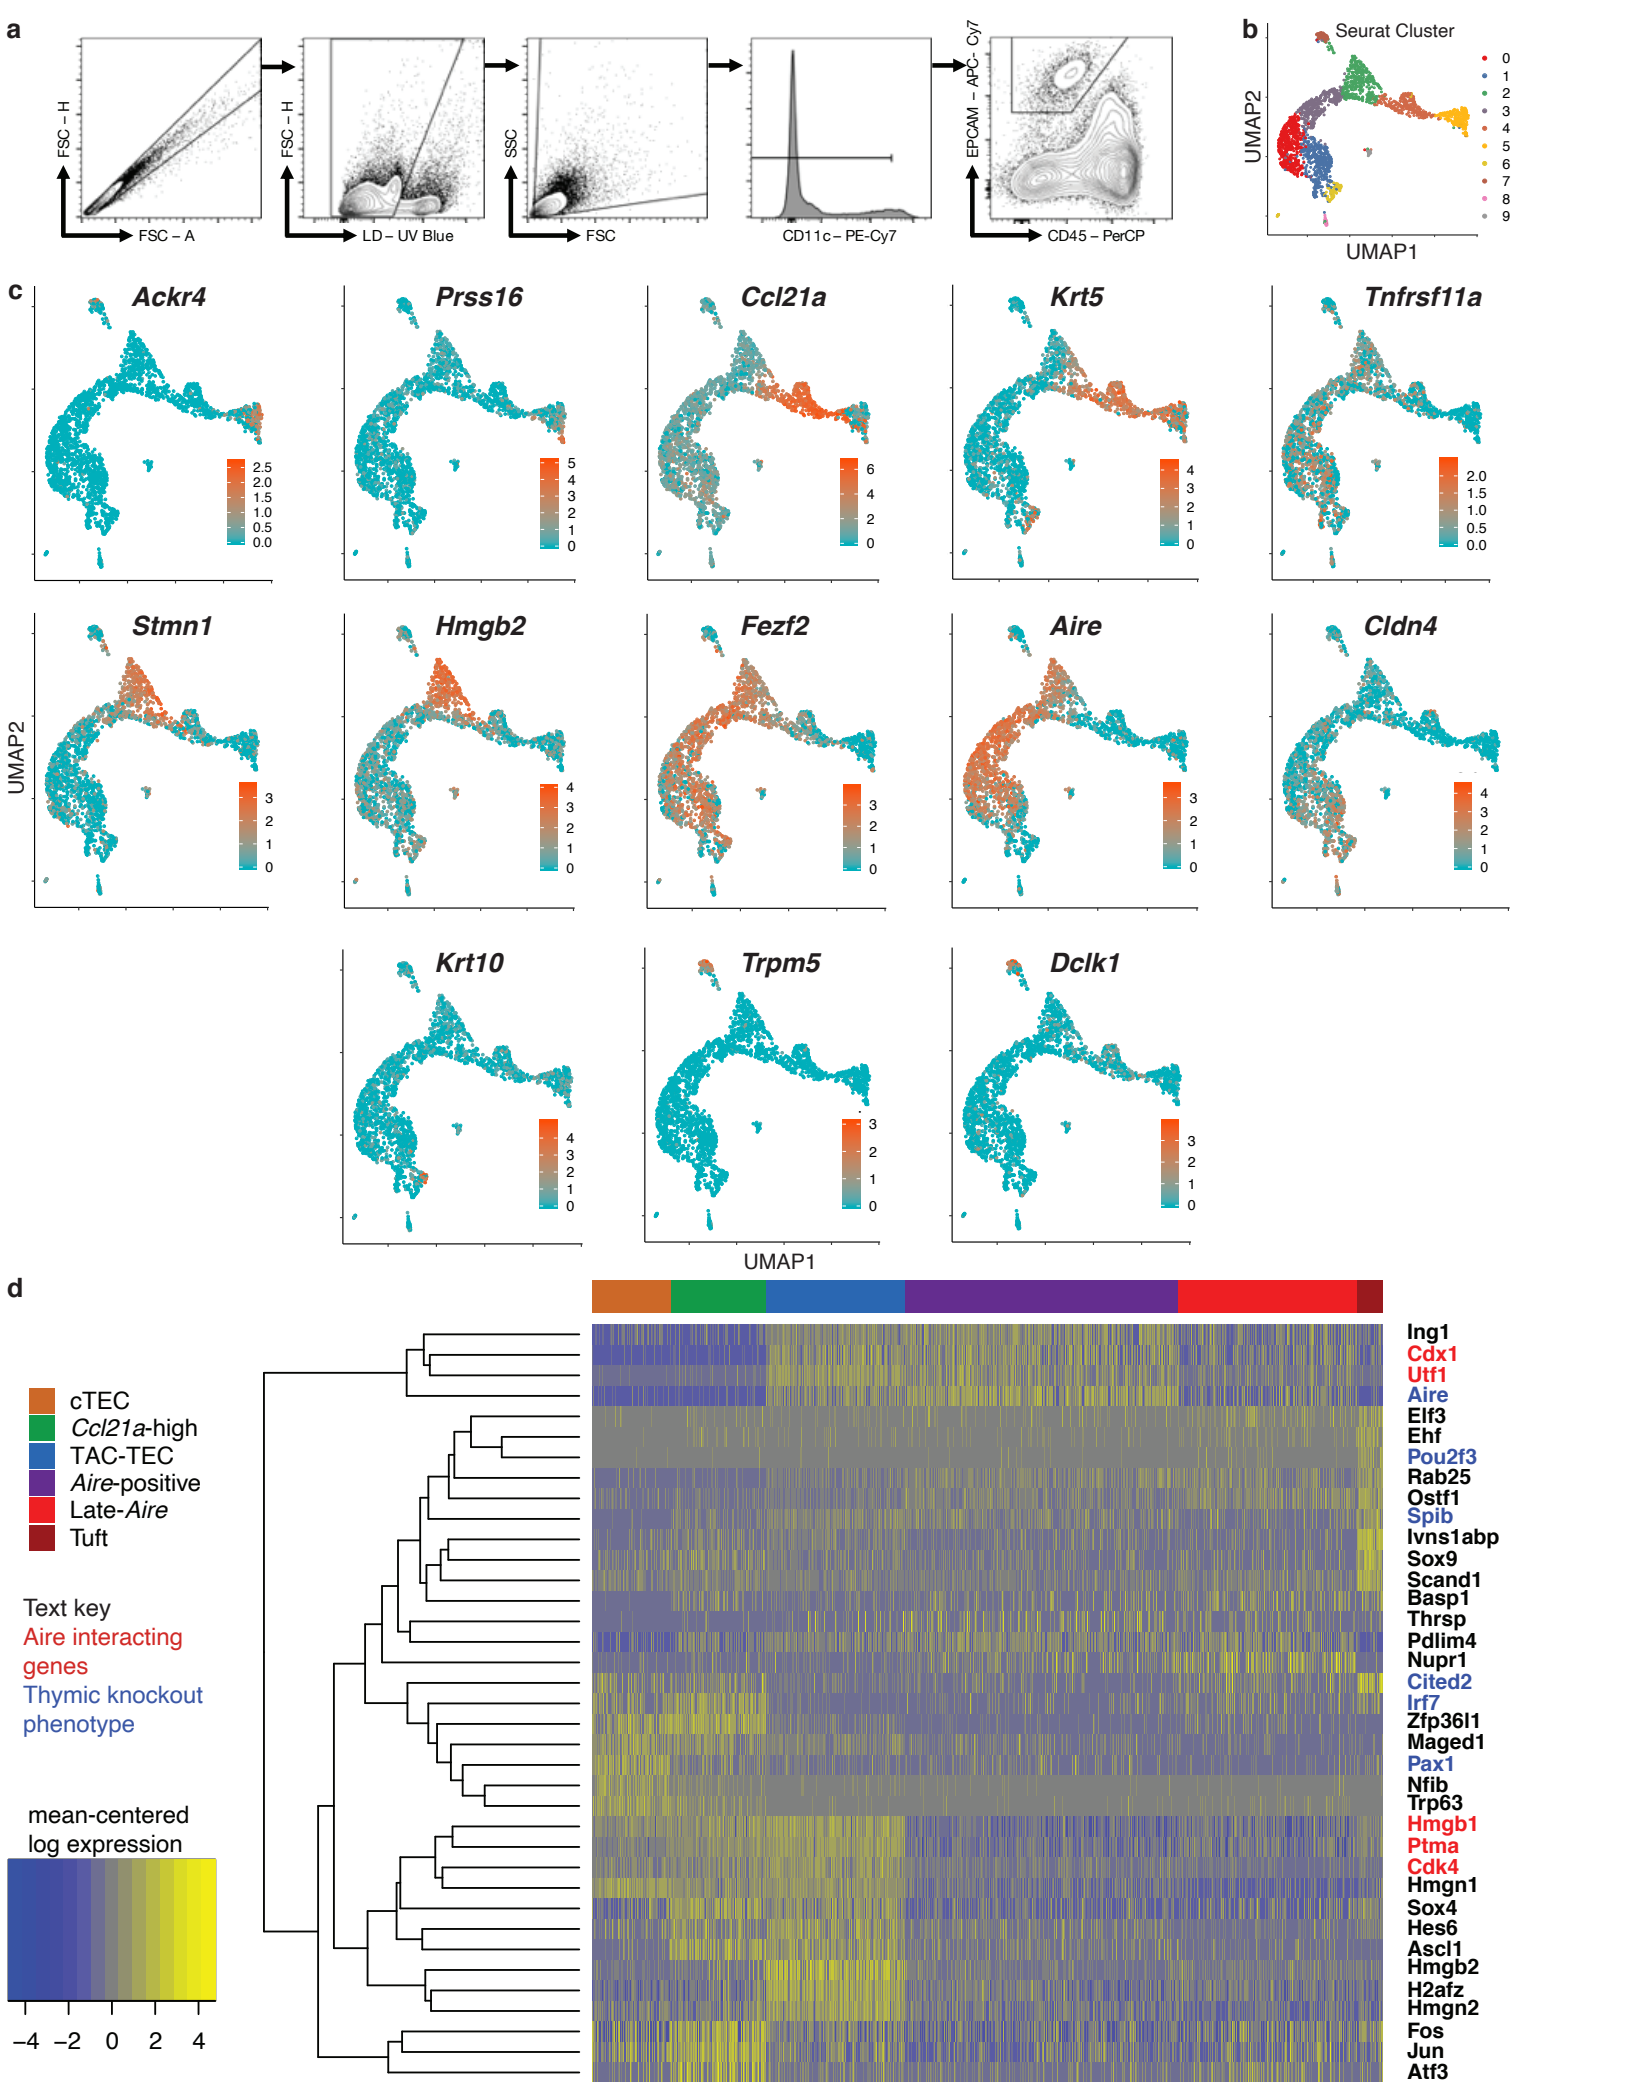 a
FSC – H
FSC – A
FSC – H
LD – UV Blue
SSC
FSC
CD11c – PE-Cy7
EPCAM – APC- Cy7
CD45 – PerCP
b
Seurat Cluster
UMAP2
UMAP1
0
1
2
3
4
5
6
7
8
9
c
Ackr4
2.5
2.0
1.5
1.0
0.5
0.0
Prss16
5
4
3
2
1
0
Ccl21a
6
4
2
0
Krt5
4
3
2
1
0
Tnfrsf11a
2.0
1.5
1.0
0.5
0.0
UMAP2
Stmn1
3
2
1
0
Hmgb2
4
3
2
1
0
Fezf2
3
2
1
0
Aire
3
2
1
0
Cldn4
4
3
2
1
0
Krt10
4
3
2
1
0
Trpm5
3
2
1
0
Dclk1
3
2
1
0
UMAP1
d
cTEC
Ccl21a-high
TAC-TEC
Aire-positive
Late-Aire
Tuft
Text key
Aire interacting
genes
Thymic knockout
phenotype
mean-centered
log expression
−4 −2 0 2 4
Ing1
Cdx1
Utf1
Aire
Elf3
Ehf
Pou2f3
Rab25
Ostf1
Spib
Ivns1abp
Sox9
Scand1
Basp1
Thrsp
Pdlim4
Nupr1
Cited2
Irf7
Zfp36l1
Maged1
Pax1
Nfib
Trp63
Hmgb1
Ptma
Cdk4
Hmgn1
Sox4
Hes6
Ascl1
Hmgb2
H2afz
Hmgn2
Fos
Jun
Atf3